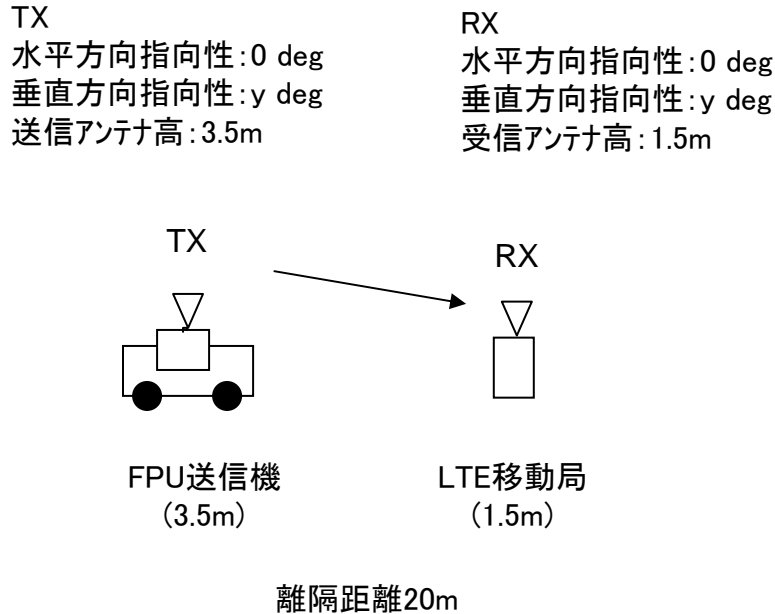 TX
水平方向指向性:0 deg
垂直方向指向性:y deg
送信アンテナ高:3.5m
RX
水平方向指向性:0 deg
垂直方向指向性:y deg
受信アンテナ高:1.5m
TX
RX
FPU送信機
(3.5m)
LTE移動局
(1.5m)
離隔距離20m